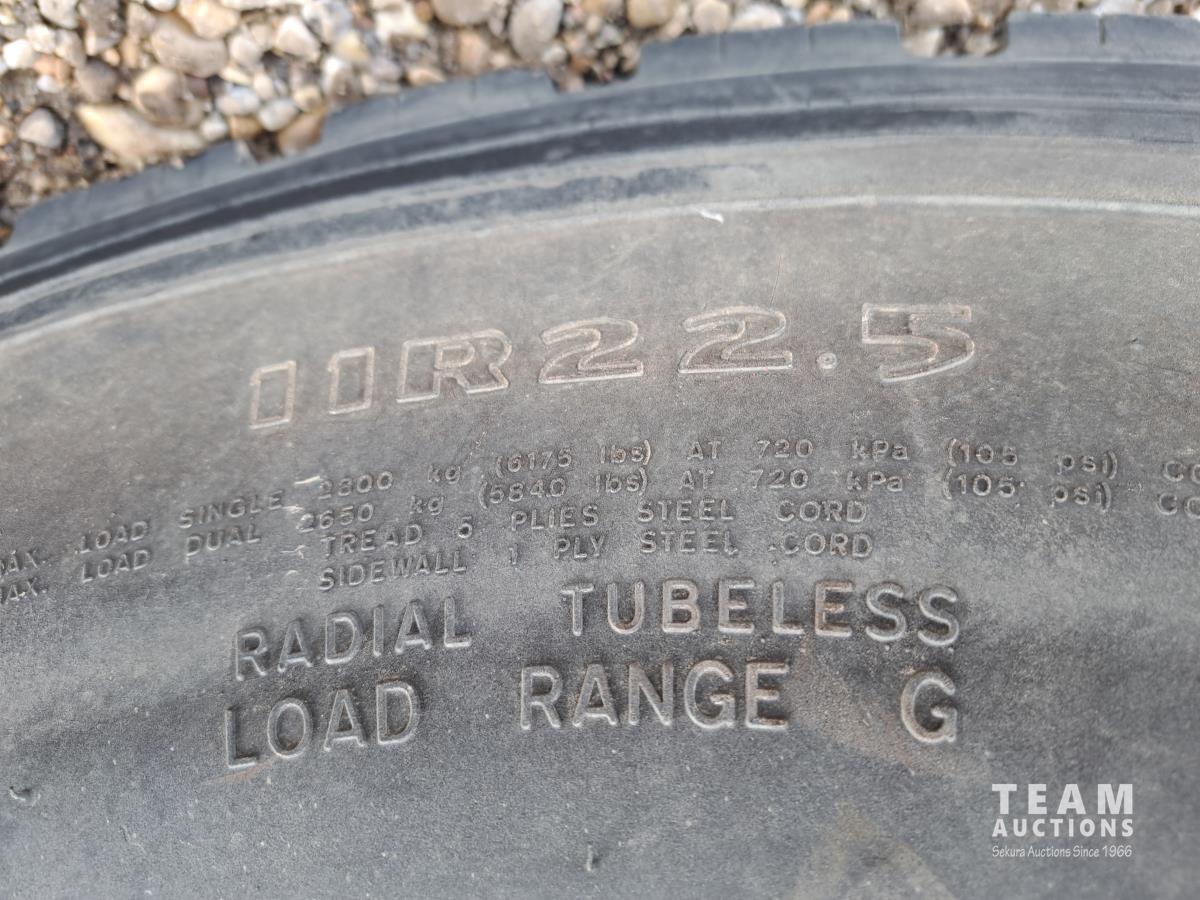 11R22.5
MAX. LOAD SINGLE 2800 kg (6175 lbs) AT 720 kPa (105 psi)
MAX. LOAD DUAL 2650 kg (5840 lbs) AT 720 kPa (105 psi)
TREAD 5 PLIES STEEL CORD
SIDEWALL 1 PLY STEEL CORD
RADIAL TUBELESS
LOAD RANGE G
TEAM
AUCTIONS
Sekura Auctions Since 1966